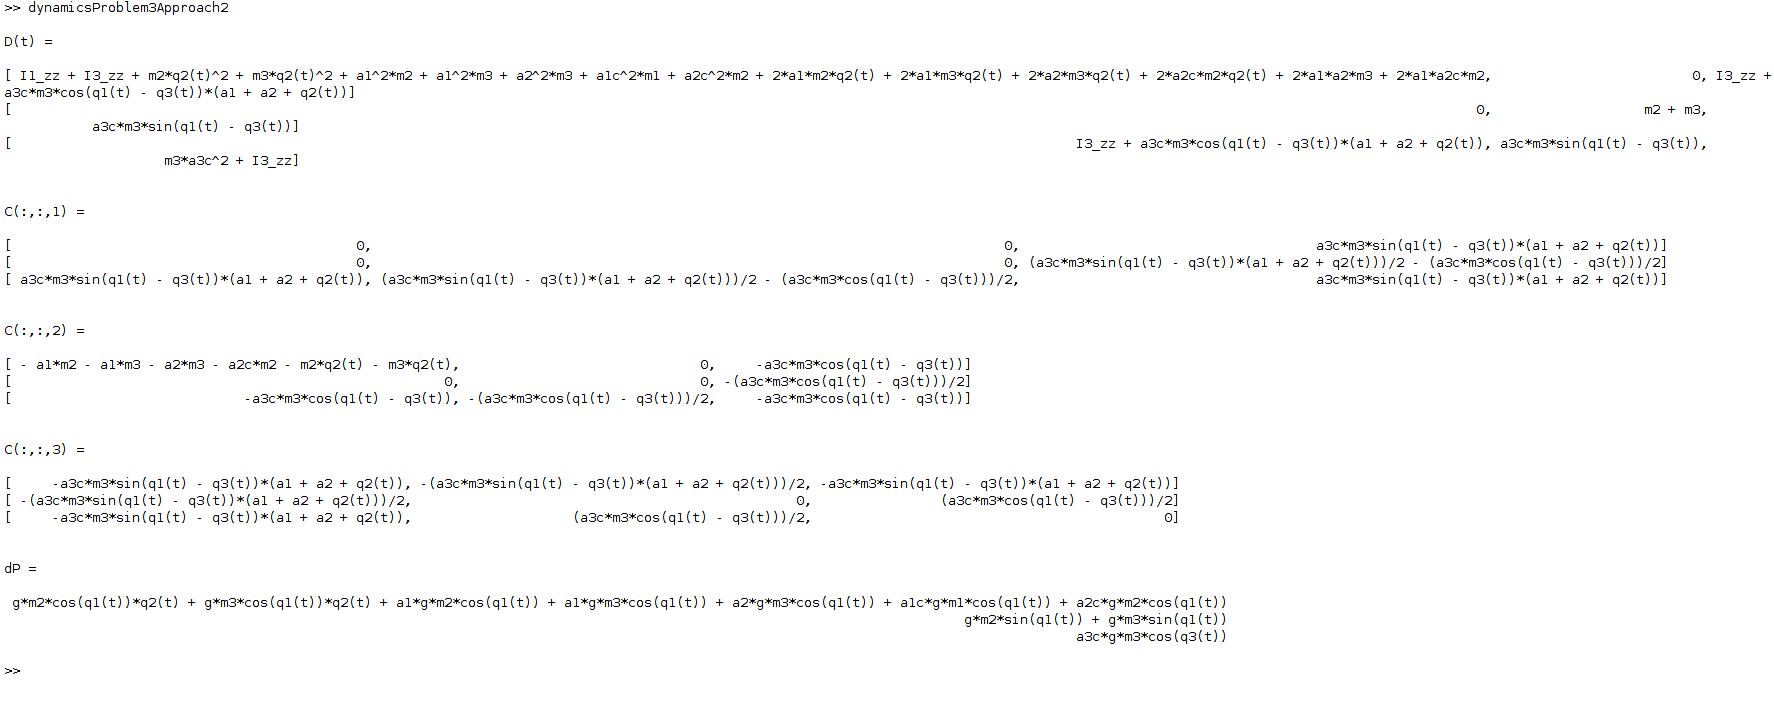 >> dynamicsProblem3Approach2
D(t) =
[ I1_zz + I3_zz + m2*q2(t)^2 + m3*q2(t)^2 + a1^2*m2 + a1^2*m3 + a2^2*m3 + a1c^2*m1 + a2c^2*m2 + 2*a1*m2*q2(t) + 2*a1*m3*q2(t) + 2*a2*m3*q2(t) + 2*a2c*m2*q2(t) + 2*a1*a2*m3 + 2*a1*a2c*m2, 0, I3_zz +
a3c*m3*cos(q1(t) - q3(t))*(a1 + a2 + q2(t))]
[ 0, m2 + m3,
a3c*m3*sin(q1(t) - q3(t))]
[ I3_zz + a3c*m3*cos(q1(t) - q3(t))*(a1 + a2 + q2(t)), a3c*m3*sin(q1(t) - q3(t)),
m3*a3c^2 + I3_zz]
C(:,:,1) =
[ 0, 0, a3c*m3*sin(q1(t) - q3(t))*(a1 + a2 + q2(t))]
[ 0, 0, (a3c*m3*sin(q1(t) - q3(t))*(a1 + a2 + q2(t)))/2 - (a3c*m3*cos(q1(t) - q3(t)))/2]
[ a3c*m3*sin(q1(t) - q3(t))*(a1 + a2 + q2(t)), (a3c*m3*sin(q1(t) - q3(t))*(a1 + a2 + q2(t)))/2 - (a3c*m3*cos(q1(t) - q3(t)))/2, a3c*m3*sin(q1(t) - q3(t))*(a1 + a2 + q2(t))]
C(:,:,2) =
[ - a1*m2 - a1*m3 - a2*m3 - a2c*m2 - m2*q2(t) - m3*q2(t), 0, -a3c*m3*cos(q1(t) - q3(t))]
[ 0, 0, -(a3c*m3*cos(q1(t) - q3(t)))/2]
[ -a3c*m3*cos(q1(t) - q3(t)), -(a3c*m3*cos(q1(t) - q3(t)))/2, -a3c*m3*cos(q1(t) - q3(t))]
C(:,:,3) =
[ -a3c*m3*sin(q1(t) - q3(t))*(a1 + a2 + q2(t)), -(a3c*m3*sin(q1(t) - q3(t))*(a1 + a2 + q2(t)))/2, -a3c*m3*sin(q1(t) - q3(t))*(a1 + a2 + q2(t))]
[ -(a3c*m3*sin(q1(t) - q3(t))*(a1 + a2 + q2(t)))/2, 0, (a3c*m3*cos(q1(t) - q3(t)))/2]
[ -a3c*m3*sin(q1(t) - q3(t))*(a1 + a2 + q2(t)), (a3c*m3*cos(q1(t) - q3(t)))/2, 0]
dP =
g*m2*cos(q1(t))*q2(t) + g*m3*cos(q1(t))*q2(t) + a1*g*m2*cos(q1(t)) + a1*g*m3*cos(q1(t)) + a2*g*m3*cos(q1(t)) + a1c*g*m1*cos(q1(t)) + a2c*g*m2*cos(q1(t))
g*m2*sin(q1(t)) + g*m3*sin(q1(t))
a3c*g*m3*cos(q3(t))
>>